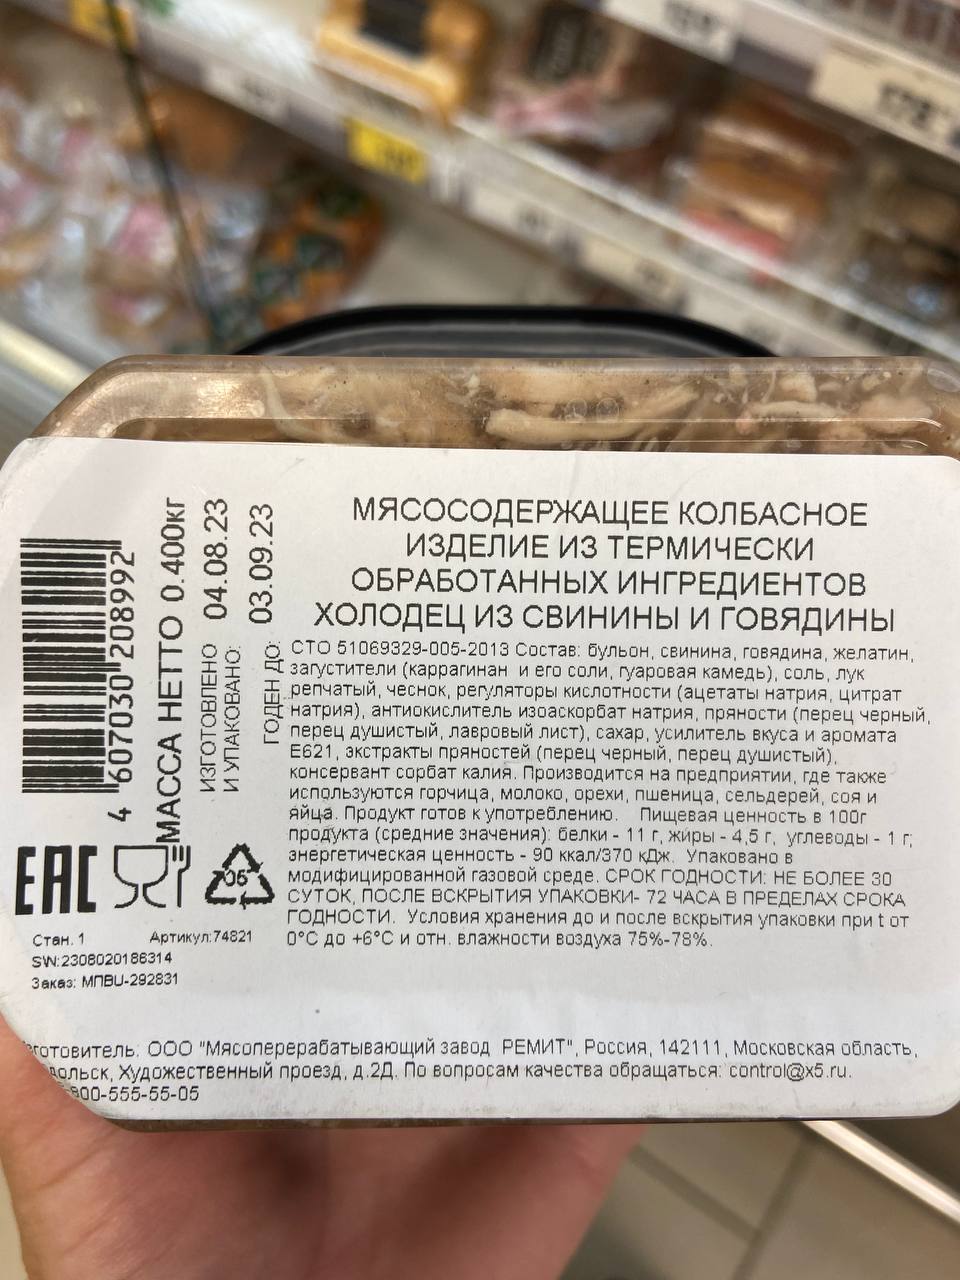 МЯСОСОДЕРЖАЩЕЕ КОЛБАСНОЕ
ИЗДЕЛИЕ ИЗ ТЕРМИЧЕСКИ
ОБРАБОТАННЫХ ИНГРЕДИЕНТОВ
ХОЛОДЕЦ ИЗ СВИНИНЫ И ГОВЯДИНЫ
СТО 51069329-005-2013 Состав: бульон, свинина, говядина, желатин,
загустители (каррагинан и его соли, гуаровая камедь), соль, лук
репчатый, чеснок, регуляторы кислотности (ацетаты натрия, цитрат
натрия), антиокислитель изоаскорбат натрия, пряности (перец черный,
перец душистый, лавровый лист), сахар, усилитель вкуса и аромата
Е621, экстракты пряностей (перец черный, перец душистый),
консервант сорбат калия. Производится на предприятии, где также
используются горчица, молоко, орехи, пшеница, сельдерей, соя и
яйца. Продукт готов к употреблению. Пищевая ценность в 100г
продукта (средние значения): белки - 11 г, жиры - 4,5 г, углеводы - 1 г;
энергетическая ценность - 90 ккал/370 кДж. Упаковано в
модифицированной газовой среде. СРОК ГОДНОСТИ: НЕ БОЛЕЕ 30
СУТОК, ПОСЛЕ ВСКРЫТИЯ УПАКОВКИ- 72 ЧАСА В ПРЕДЕЛАХ СРОКА
ГОДНОСТИ. Условия хранения до и после вскрытия упаковки при t от
0°С до +6°С и отн. влажности воздуха 75%-78%.
4 607030 208992
МАССА НЕТТО 0.400кг
ИЗГОТОВЛЕНО
И УПАКОВАНО: 04.08.23
ГОДЕН ДО: 03.09.23
EAC
06
Стан. 1 Артикул:74821
SW:2308020186314
Заказ: МПВU-292831
зготовитель: ООО "Мясоперерабатывающий завод РЕМИТ", Россия, 142111, Московская область,
дольск, Художественный проезд, д.2Д. По вопросам качества обращаться: control@x5.ru.
800-555-55-05